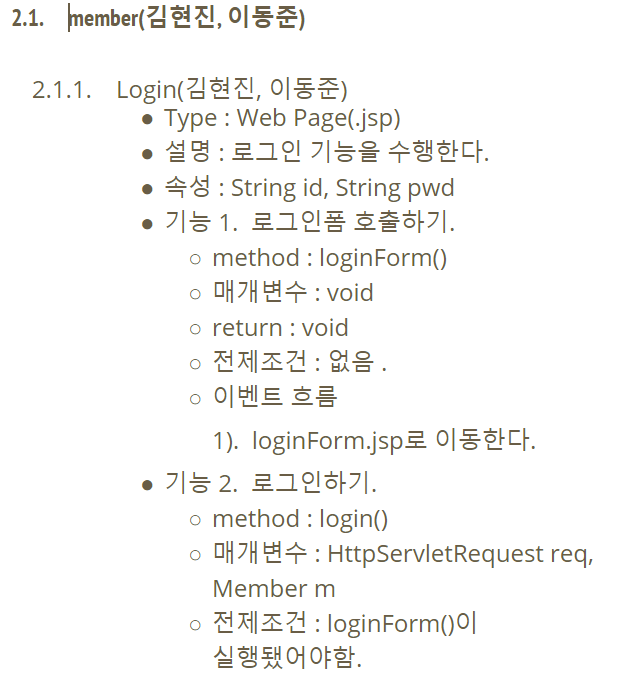 2.1. member(김현진, 이동준)
2.1.1. Login(김현진, 이동준)
● Type : Web Page(.jsp)
● 설명 : 로그인 기능을 수행한다.
● 속성 : String id, String pwd
● 기능 1. 로그인폼 호출하기.
○ method : loginForm()
○ 매개변수 : void
○ return : void
○ 전제조건 : 없음 .
○ 이벤트 흐름
1). loginForm.jsp로 이동한다.
● 기능 2. 로그인하기.
○ method : login()
○ 매개변수 : HttpServletRequest req,
Member m
○ 전제조건 : loginForm()이
실행됐어야함.